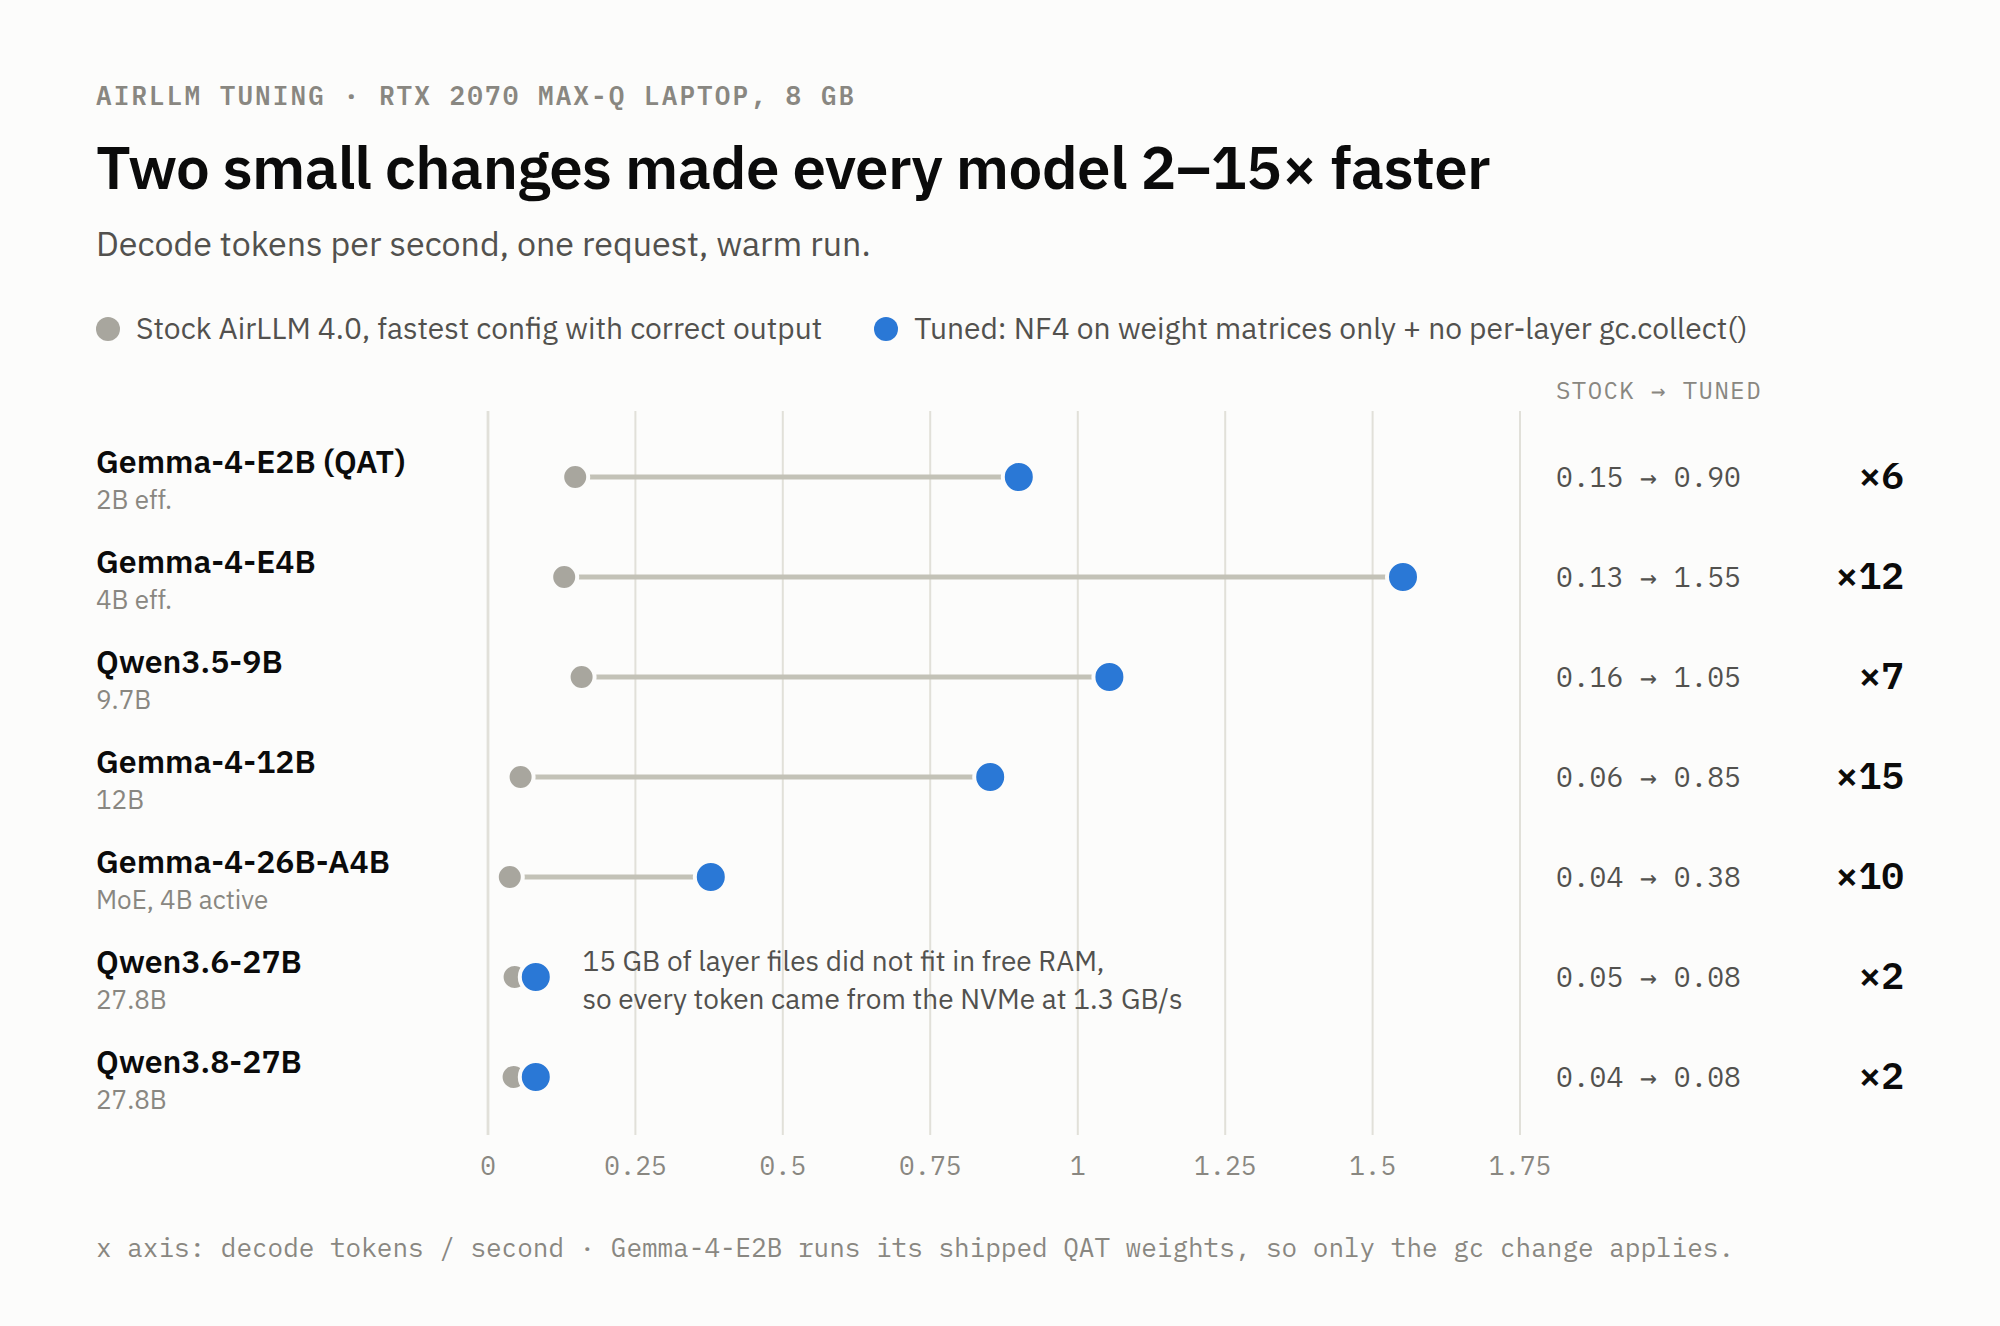 AIRLLM TUNING · RTX 2070 MAX-Q LAPTOP, 8 GB
Two small changes made every model 2–15× faster
Decode tokens per second, one request, warm run.
Stock AirLLM 4.0, fastest config with correct output
Tuned: NF4 on weight matrices only + no per-layer gc.collect()
STOCK → TUNED
Gemma-4-E2B (QAT)
2B eff.
0.15 → 0.90
×6
Gemma-4-E4B
4B eff.
0.13 → 1.55
×12
Qwen3.5-9B
9.7B
0.16 → 1.05
×7
Gemma-4-12B
12B
0.06 → 0.85
×15
Gemma-4-26B-A4B
MoE, 4B active
0.04 → 0.38
×10
Qwen3.6-27B
27.8B
15 GB of layer files did not fit in free RAM,
so every token came from the NVMe at 1.3 GB/s
0.05 → 0.08
×2
Qwen3.8-27B
27.8B
0.04 → 0.08
×2
0 0.25 0.5 0.75 1 1.25 1.5 1.75
x axis: decode tokens / second · Gemma-4-E2B runs its shipped QAT weights, so only the gc change applies.